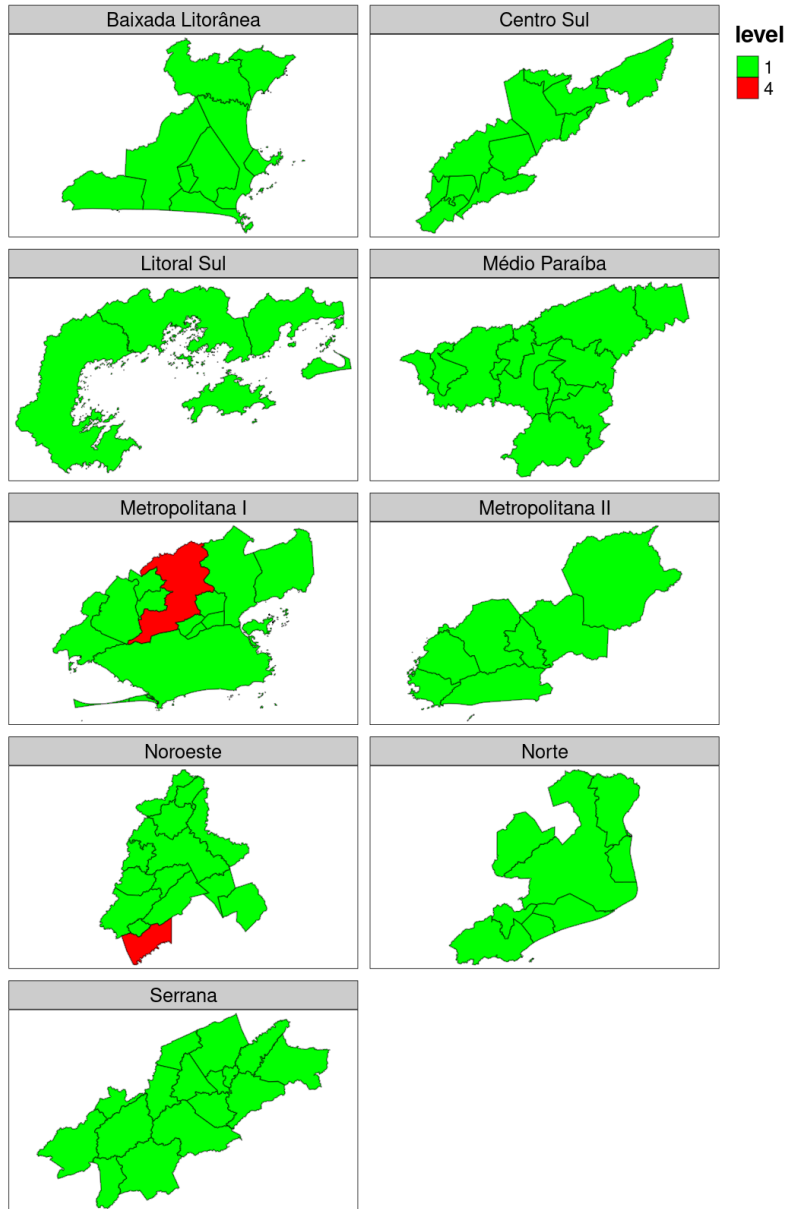 Baixada Litorânea
Centro Sul
level
1
4
Litoral Sul
Médio Paraíba
Metropolitana I
Metropolitana II
Noroeste
Norte
Serrana